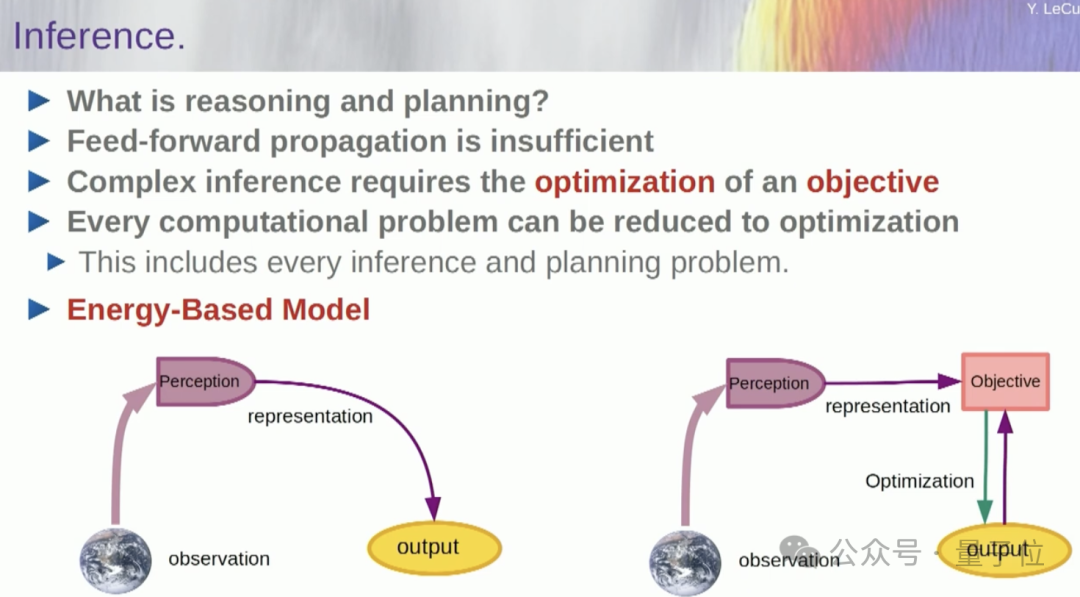 Y. LeCu
Inference.
What is reasoning and planning?
Feed-forward propagation is insufficient
Complex inference requires the optimization of an objective
Every computational problem can be reduced to optimization
This includes every inference and planning problem.
Energy-Based Model
Perception
representation
observation
output
Perception
representation
Objective
Optimization
observation
output
公众号 · 量子位